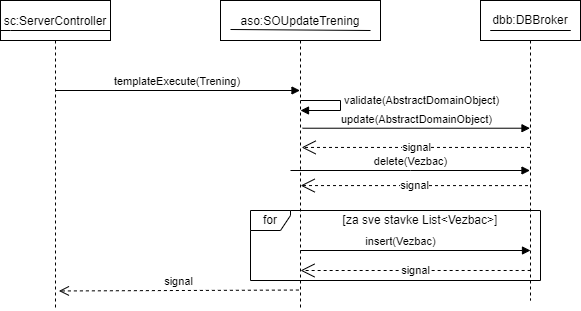 sc:ServerController
aso:SOUpdateTrening
dbb:DBBroker
templateExecute(Trening)
validate(AbstractDomainObject)
update(AbstractDomainObject)
signal
delete(Vezbac)
signal
for
[za sve stavke List<Vezbac>]
insert(Vezbac)
signal
signal